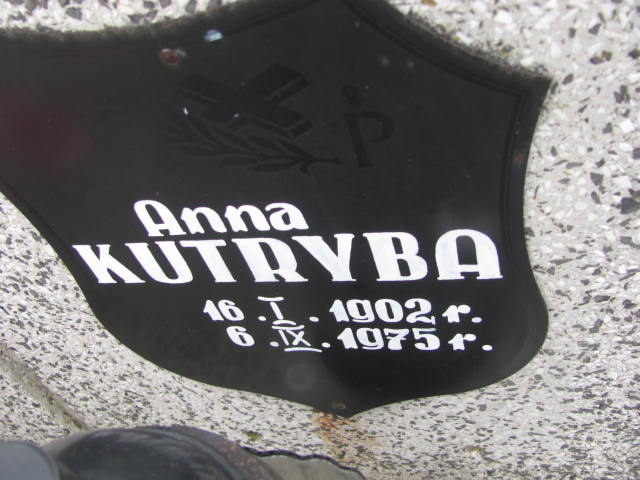 ś P
Anna
KUTRYBA
16 . I . 1902 r.
6 . IX . 1975 r.